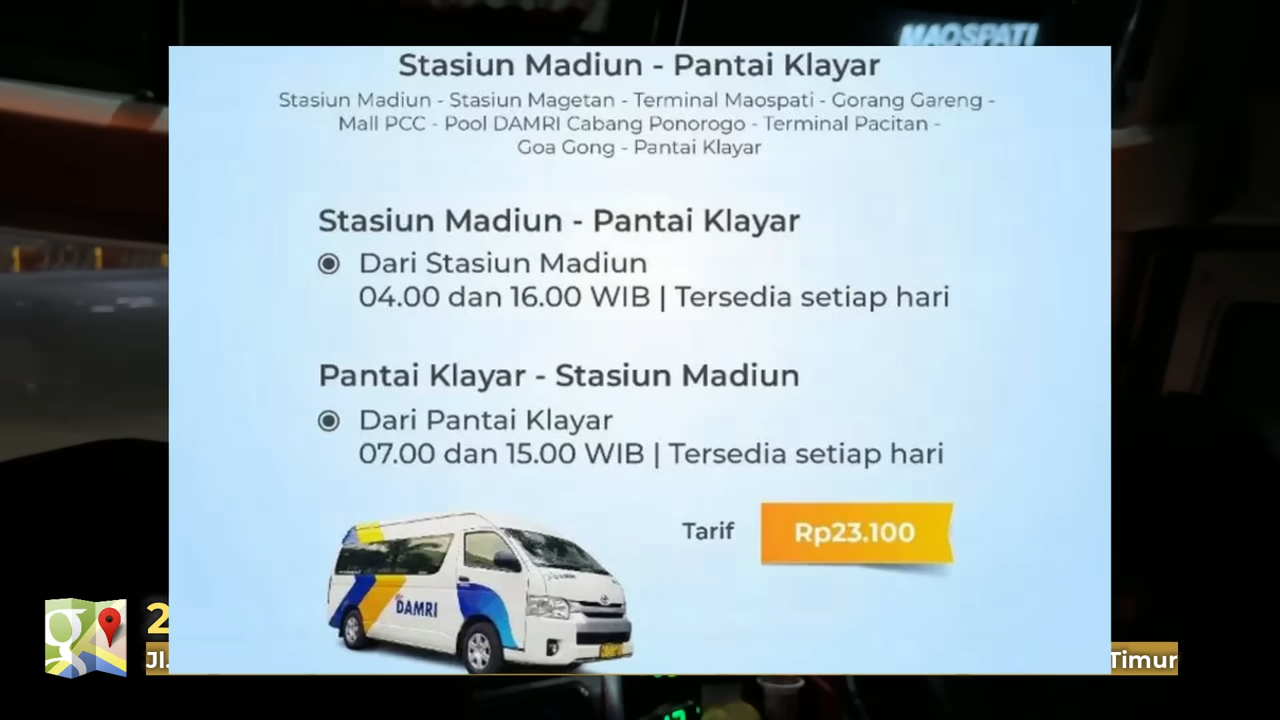 MAOSPATI
Stasiun Madiun - Pantai Klayar
Stasiun Madiun - Stasiun Magetan - Terminal Maospati - Gorang Gareng -
Mall PCC - Pool DAMRI Cabang Ponorogo - Terminal Pacitan -
Goa Gong - Pantai Klayar
Stasiun Madiun - Pantai Klayar
Dari Stasiun Madiun
04.00 dan 16.00 WIB | Tersedia setiap hari
Pantai Klayar - Stasiun Madiun
Dari Pantai Klayar
07.00 dan 15.00 WIB | Tersedia setiap hari
Tarif
Rp23.100
DAMRI
2
Jl.
Timur